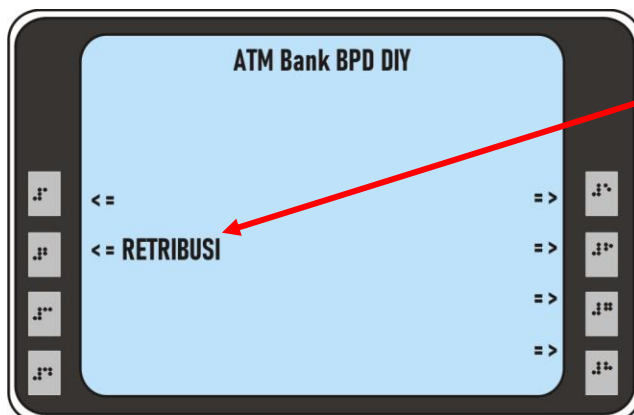 ATM Bank BPD DIY
<= =>
<= RETRIBUSI =>
=>
=>